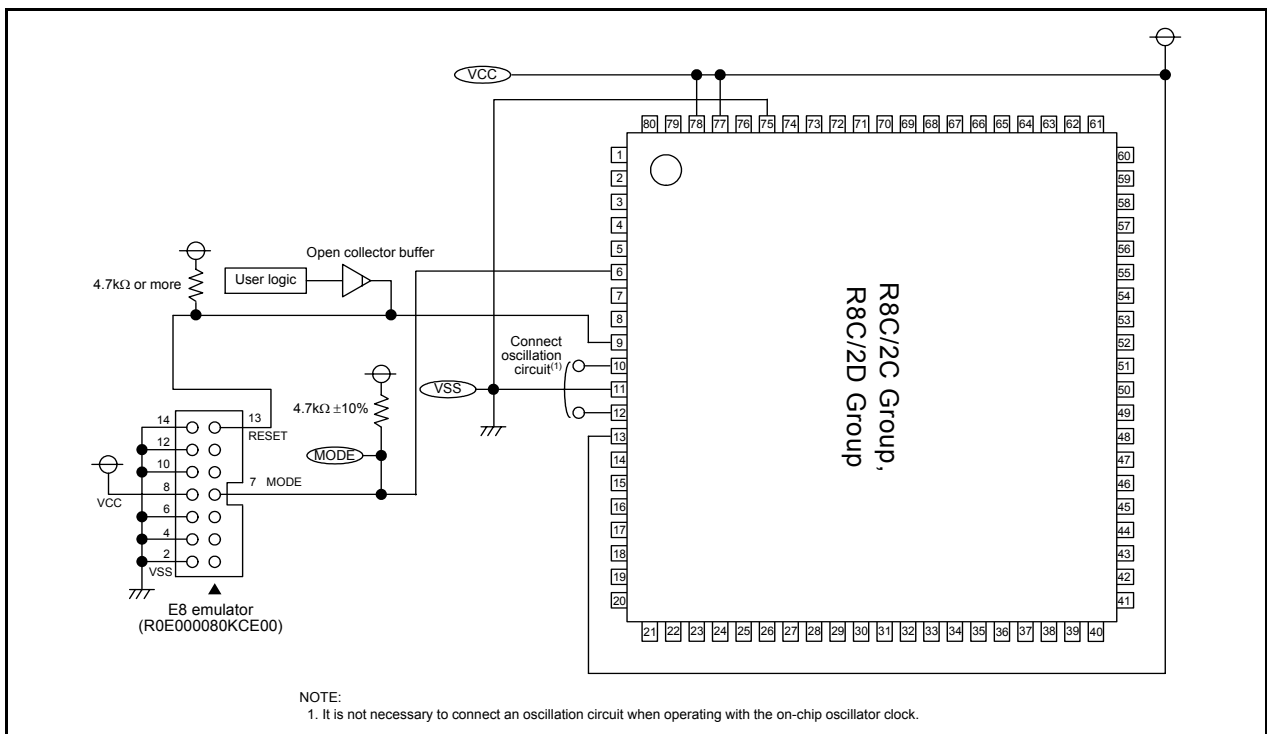 VCC
80 79 78 77 76 75 74 73 72 71 70 69 68 67 66 65 64 63 62 61
1
2
3
4
5
6
7
8
9
10
11
12
13
14
15
16
17
18
19
20
60
59
58
57
56
55
54
53
52
51
50
49
48
47
46
45
44
43
42
41
21 22 23 24 25 26 27 28 29 30 31 32 33 34 35 36 37 38 39 40
R8C/2C Group,
R8C/2D Group
Open collector buffer
User logic
4.7kΩ or more
Connect
oscillation
circuit(1)
VSS
4.7kΩ ±10%
MODE
14
13
RESET
12
10
8
7 MODE
VCC
6
4
2
VSS
E8 emulator
(R0E000080KCE00)
NOTE:
1. It is not necessary to connect an oscillation circuit when operating with the on-chip oscillator clock.